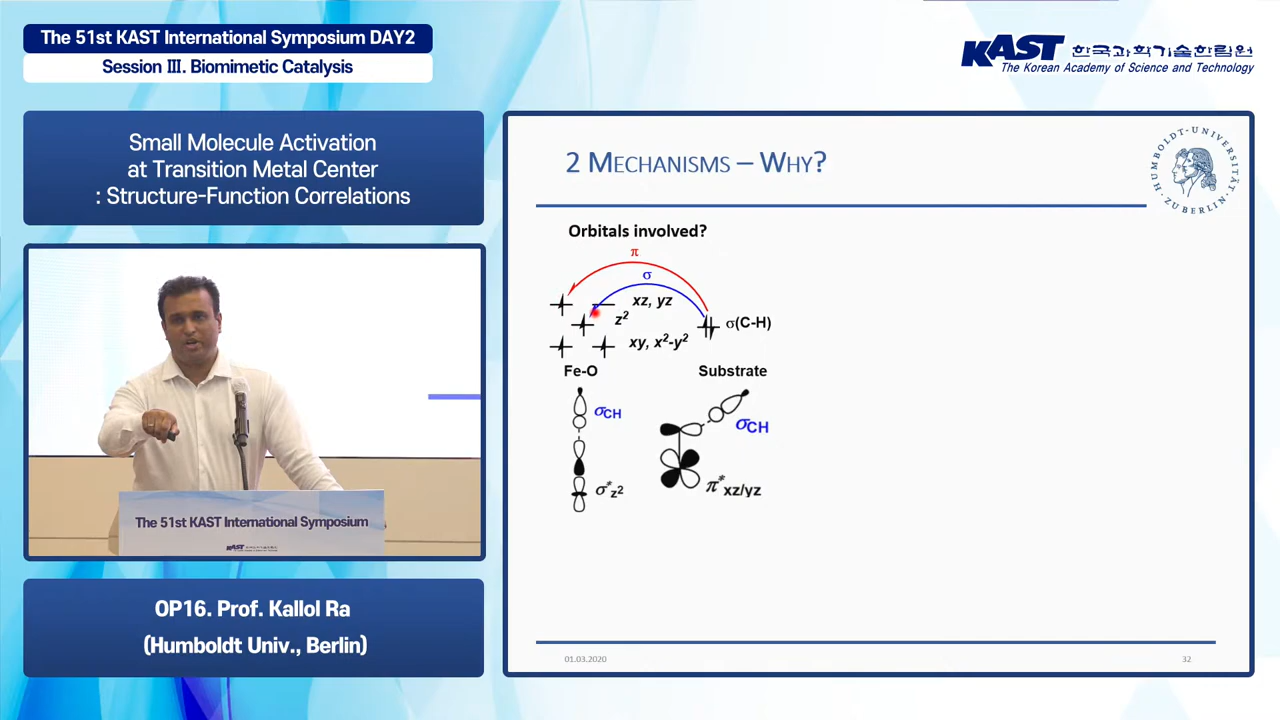 The 51st KAST International Symposium DAY2
Session Ⅲ. Biomimetic Catalysis
KAST 한국과학기술한림원
The Korean Academy of Science and Technology
Small Molecule Activation
at Transition Metal Center
: Structure-Function Correlations
2 MECHANISMS – WHY?
HUMBOLDT-UNIVERSITÄT
ZU BERLIN
Orbitals involved?
π
σ
xz, yz
z²
σ(C-H)
xy, x²-y²
Fe-O
Substrate
σCH
σCH
σ*z²
π*xz/yz
The 51st KAST International Symposium
KAST
OP16. Prof. Kallol Ra
(Humboldt Univ., Berlin)
01.03.2020
32